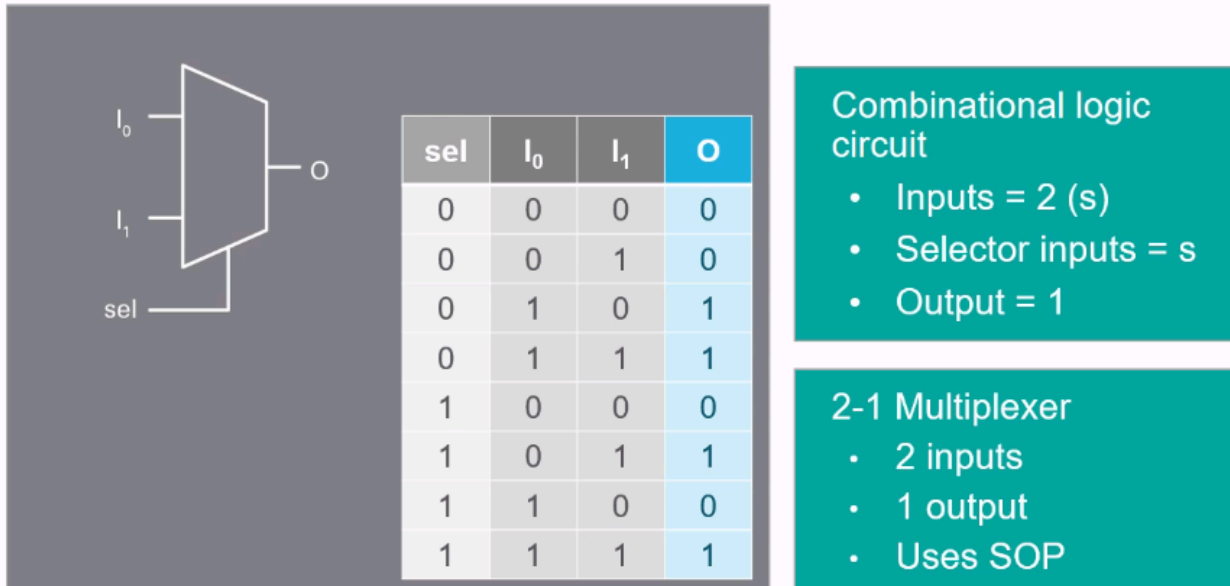 I₀
I₁
sel
O
sel I₀ I₁ O
0 0 0 0
0 0 1 0
0 1 0 1
0 1 1 1
1 0 0 0
1 0 1 1
1 1 0 0
1 1 1 1
Combinational logic
circuit
• Inputs = 2 (s)
• Selector inputs = s
• Output = 1
2-1 Multiplexer
• 2 inputs
• 1 output
• Uses SOP